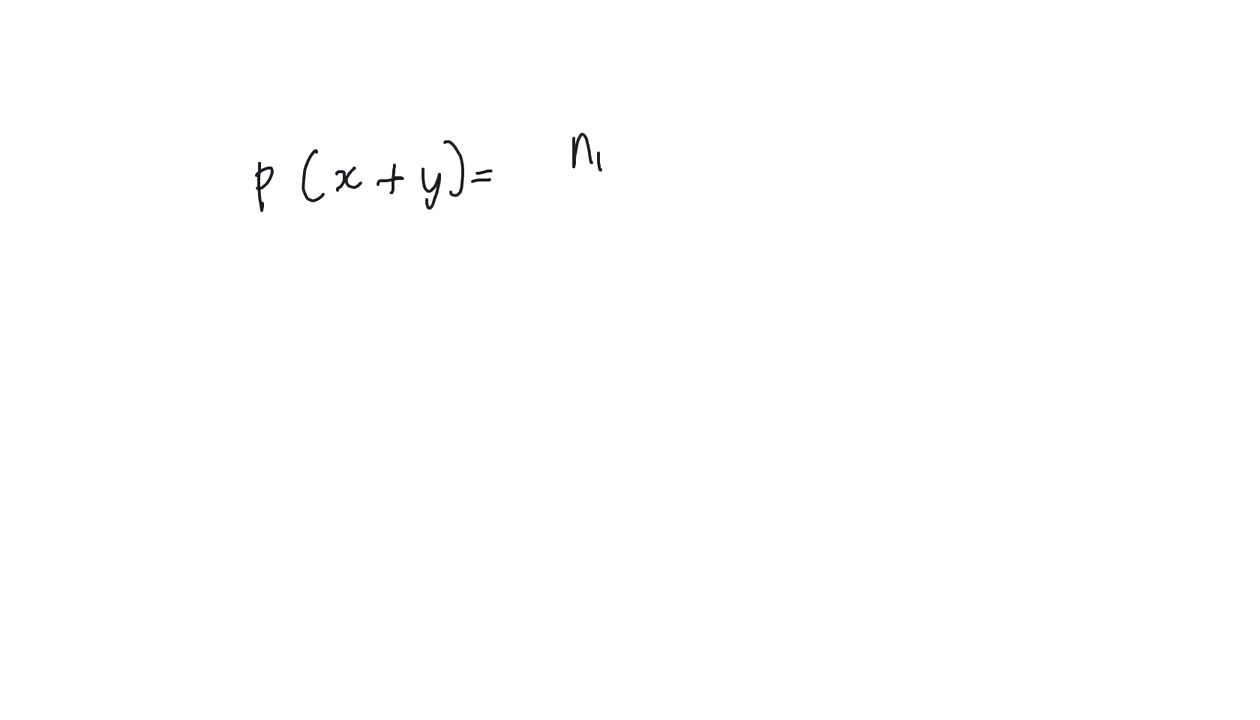 p (x + y) = n₁